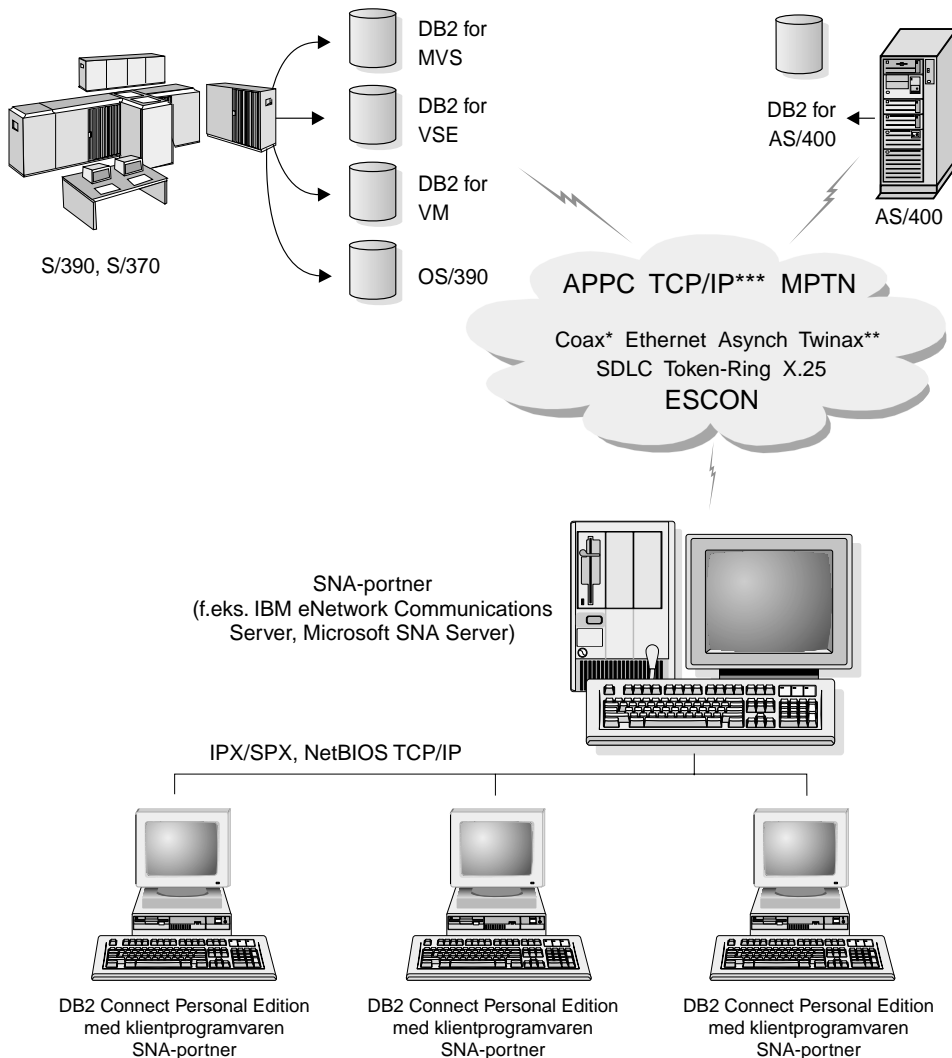 DB2 for
MVS
DB2 for
VSE
DB2 for
VM
OS/390
S/390, S/370
DB2 for
AS/400
AS/400
APPC TCP/IP*** MPTN
Coax* Ethernet Asynch Twinax**
SDLC Token-Ring X.25
ESCON
SNA-portner
(f.eks. IBM eNetwork Communications
Server, Microsoft SNA Server)
IPX/SPX, NetBIOS TCP/IP
DB2 Connect Personal Edition
med klientprogramvaren
SNA-portner
DB2 Connect Personal Edition
med klientprogramvaren
SNA-portner
DB2 Connect Personal Edition
med klientprogramvaren
SNA-portner